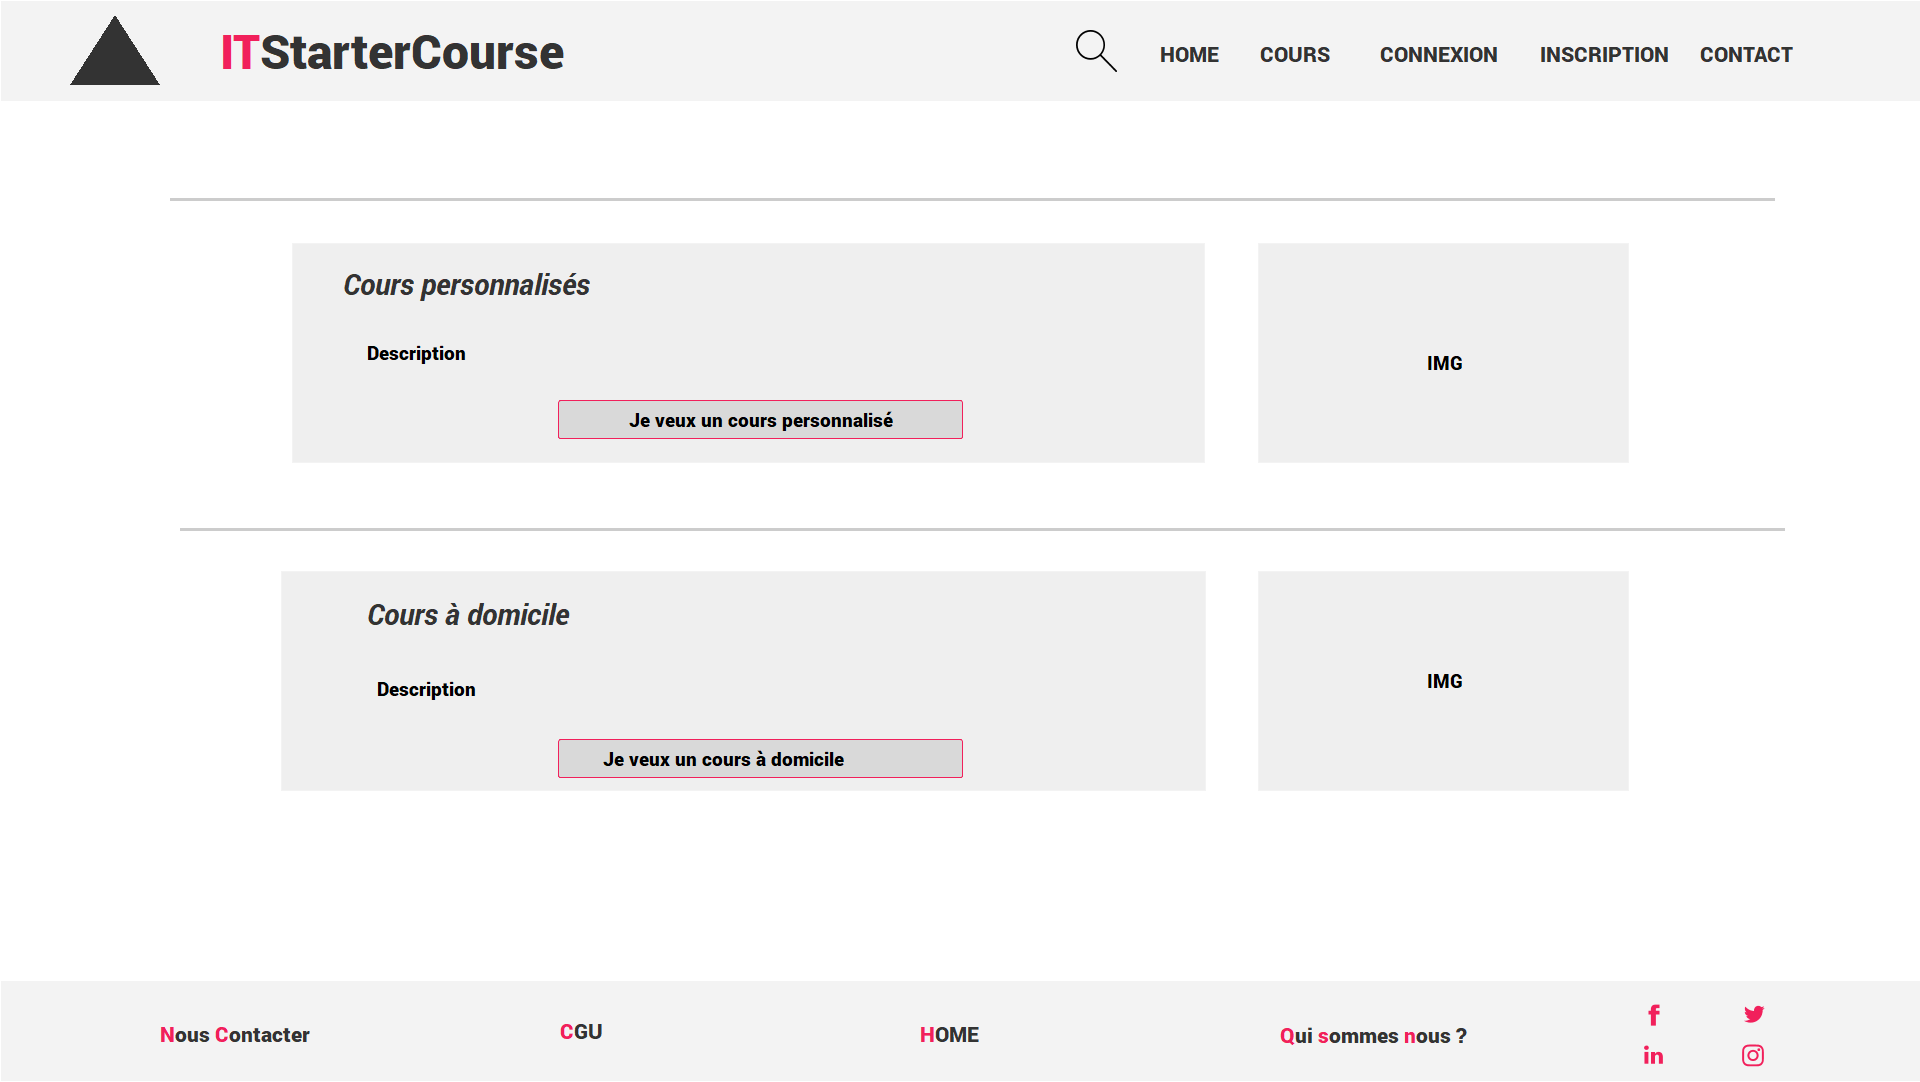 ITStarterCourse
HOME COURS CONNEXION INSCRIPTION CONTACT
Cours personnalisés
Description
Je veux un cours personnalisé
IMG
Cours à domicile
Description
Je veux un cours à domicile
IMG
Nous Contacter
CGU
HOME
Qui sommes nous ?